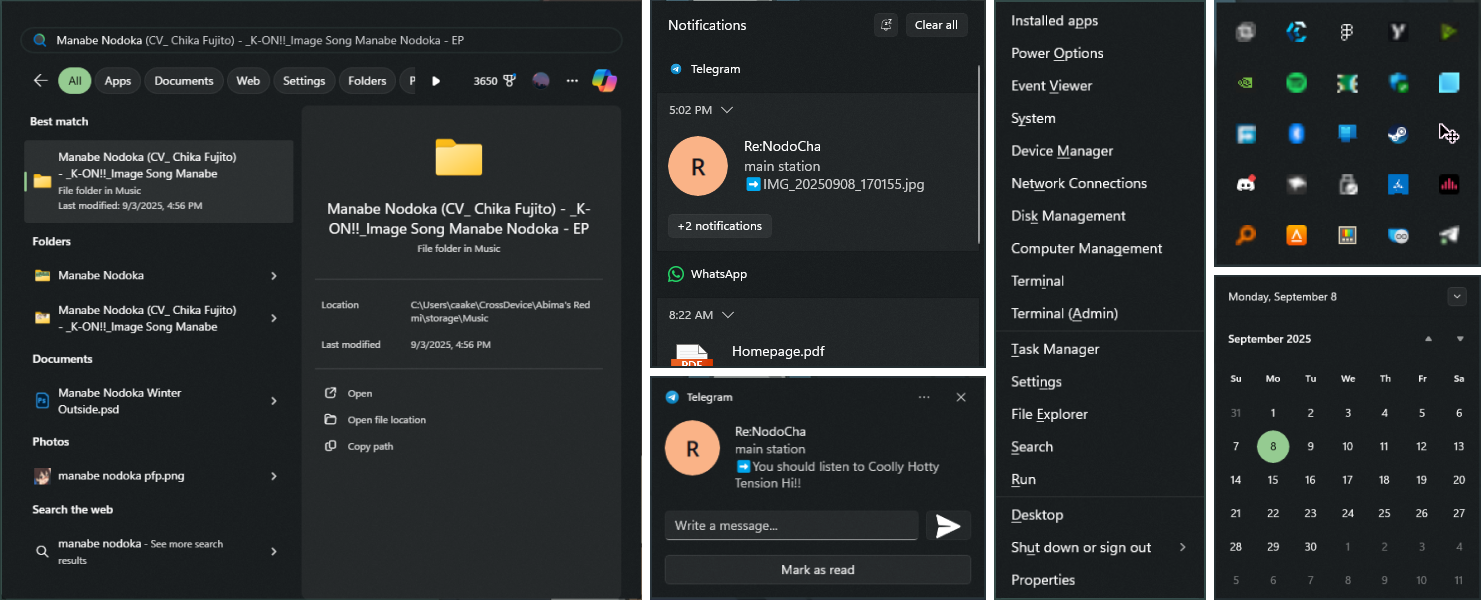 Manabe Nodoka (CV_ Chika Fujito) - _K-ON!!_Image Song Manabe Nodoka - EP
All
Apps
Documents
Web
Settings
Folders
P
3650
Best match
Manabe Nodoka (CV_ Chika Fujito)
- _K-ON!!_Image Song Manabe
File folder in Music
Last modified: 9/3/2025, 4:56 PM
Folders
Manabe Nodoka
Manabe Nodoka (CV_ Chika Fujito)
- _K-ON!!_Image Song Manabe
Documents
Ps
Manabe Nodoka Winter
Outside.psd
Photos
manabe nodoka pfp.png
Search the web
manabe nodoka - See more search
results
Manabe Nodoka (CV_ Chika Fujito) - _K-
ON!!_Image Song Manabe Nodoka - EP
File folder in Music
Location
C:\Users\caake\CrossDevice\Abima's Red
mi\storage\Music
Last modified
9/3/2025, 4:56 PM
Open
Open file location
Copy path
Notifications
Clear all
Telegram
5:02 PM
R
Re:NodoCha
main station
➡IMG_20250908_170155.jpg
+2 notifications
WhatsApp
8:22 AM
PDF
Homepage.pdf
Telegram
R
Re:NodoCha
main station
➡You should listen to Coolly Hotty
Tension Hi!!
Write a message...
Mark as read
Installed apps
Power Options
Event Viewer
System
Device Manager
Network Connections
Disk Management
Computer Management
Terminal
Terminal (Admin)
Task Manager
Settings
File Explorer
Search
Run
Desktop
Shut down or sign out
Properties
Monday, September 8
September 2025
Su Mo Tu We Th Fr Sa
31 1 2 3 4 5 6
7 8 9 10 11 12 13
14 15 16 17 18 19 20
21 22 23 24 25 26 27
28 29 30 1 2 3 4
5 6 7 8 9 10 11